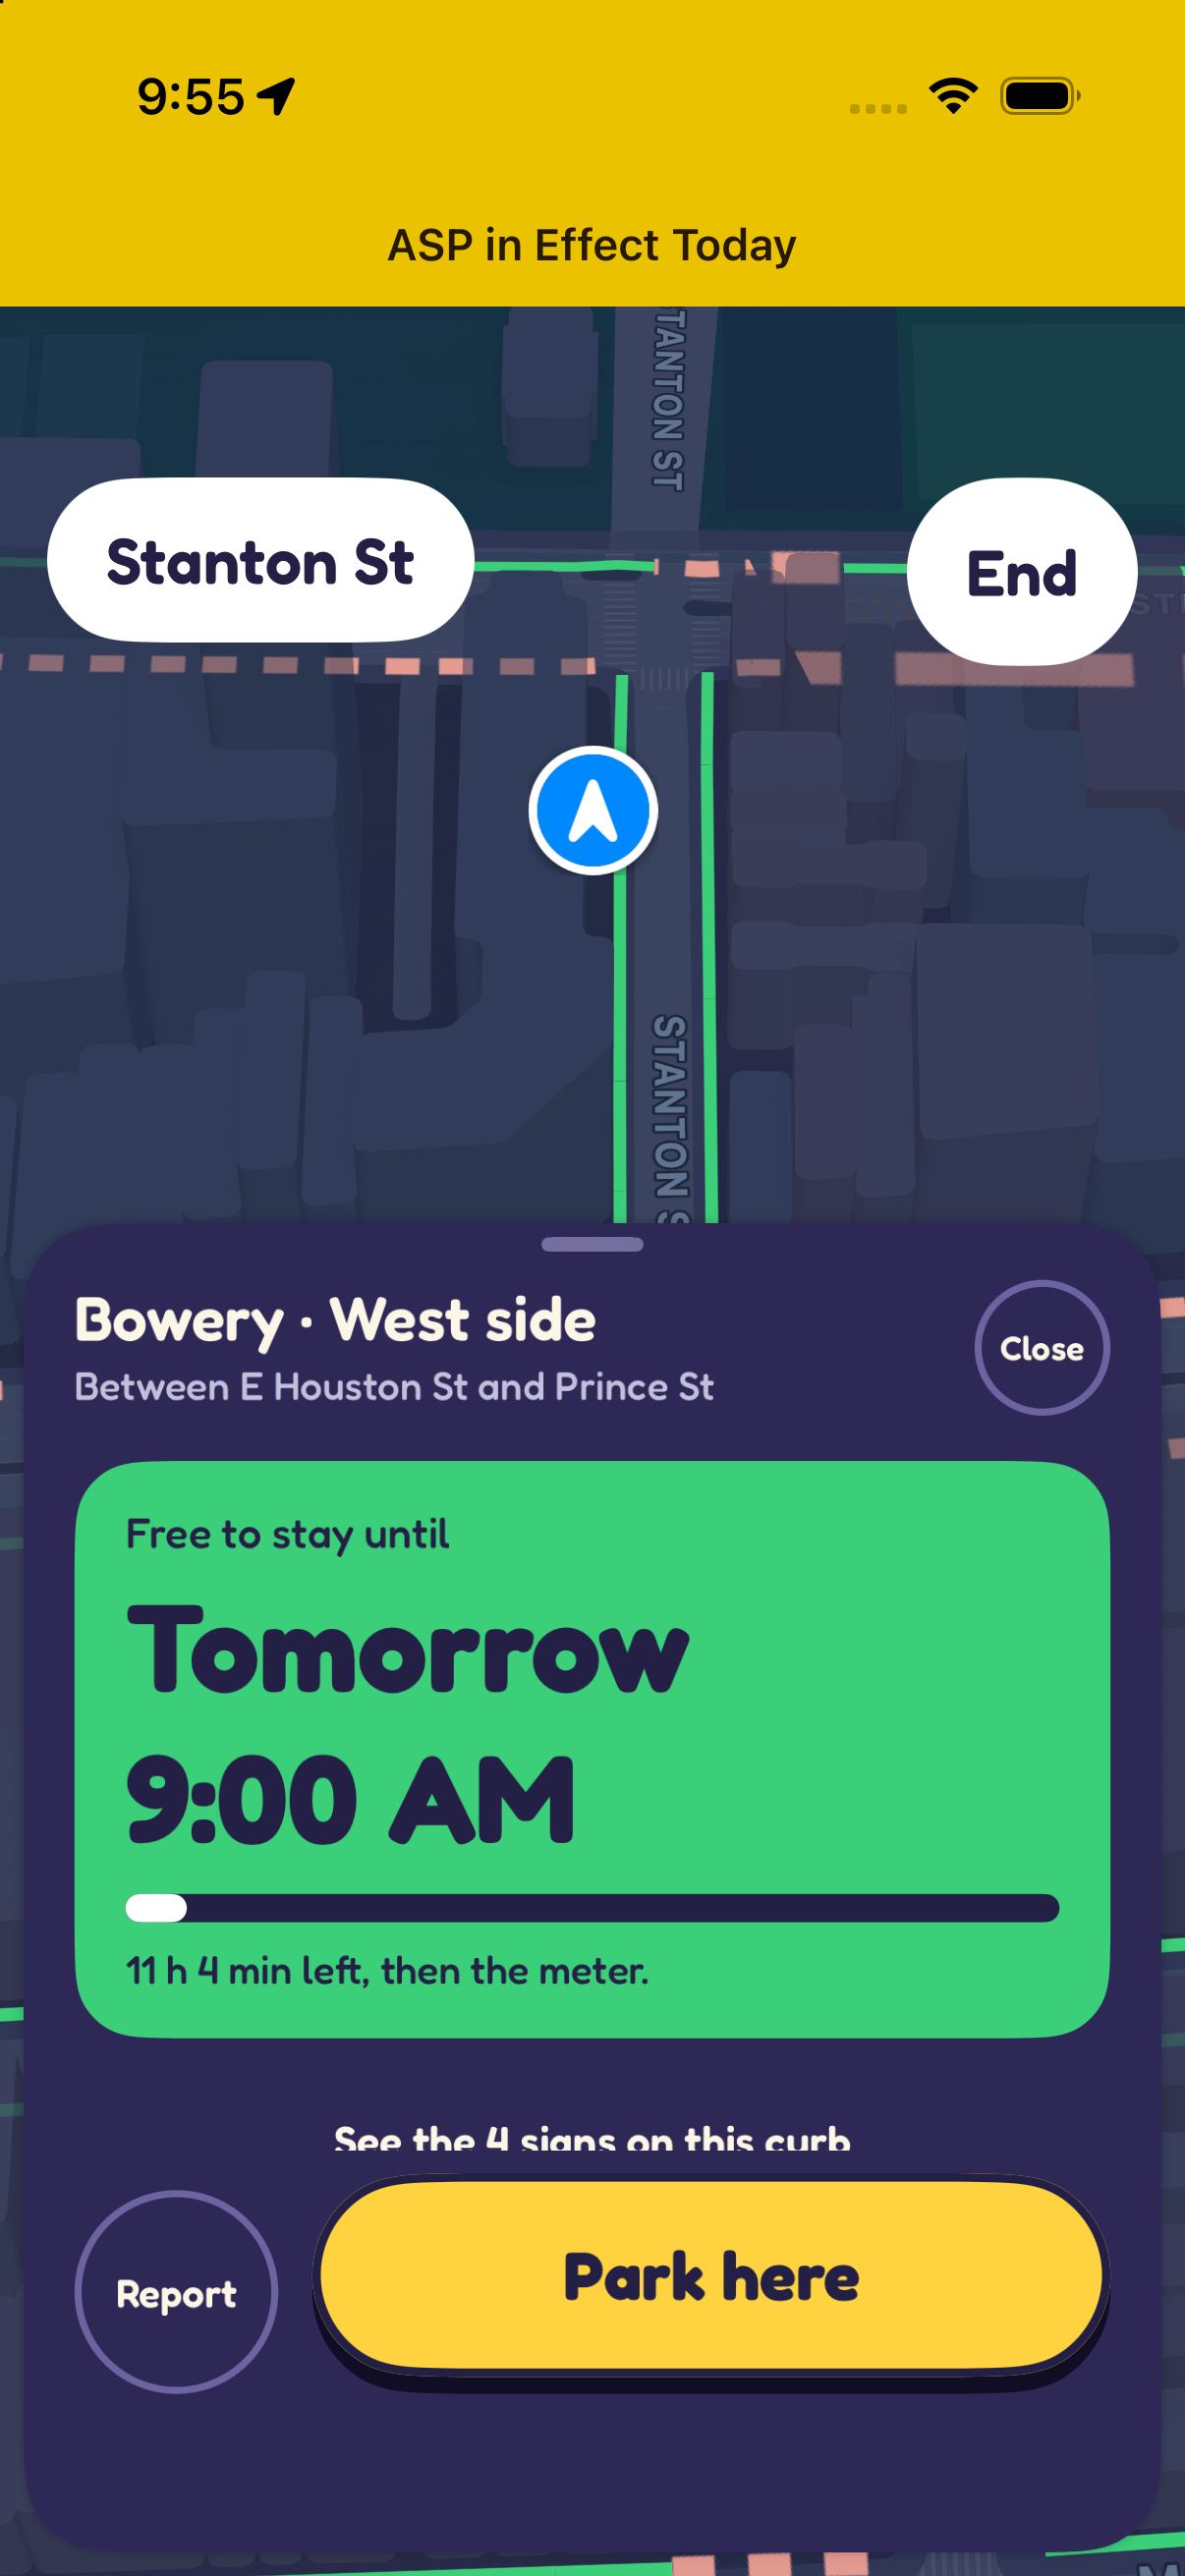 9:55
ASP in Effect Today
TANTON ST
Stanton St
End
STANTON S
Bowery · West side
Between E Houston St and Prince St
Close
Free to stay until
Tomorrow
9:00 AM
11 h 4 min left, then the meter.
See the 4 signs on this curb
Report
Park here